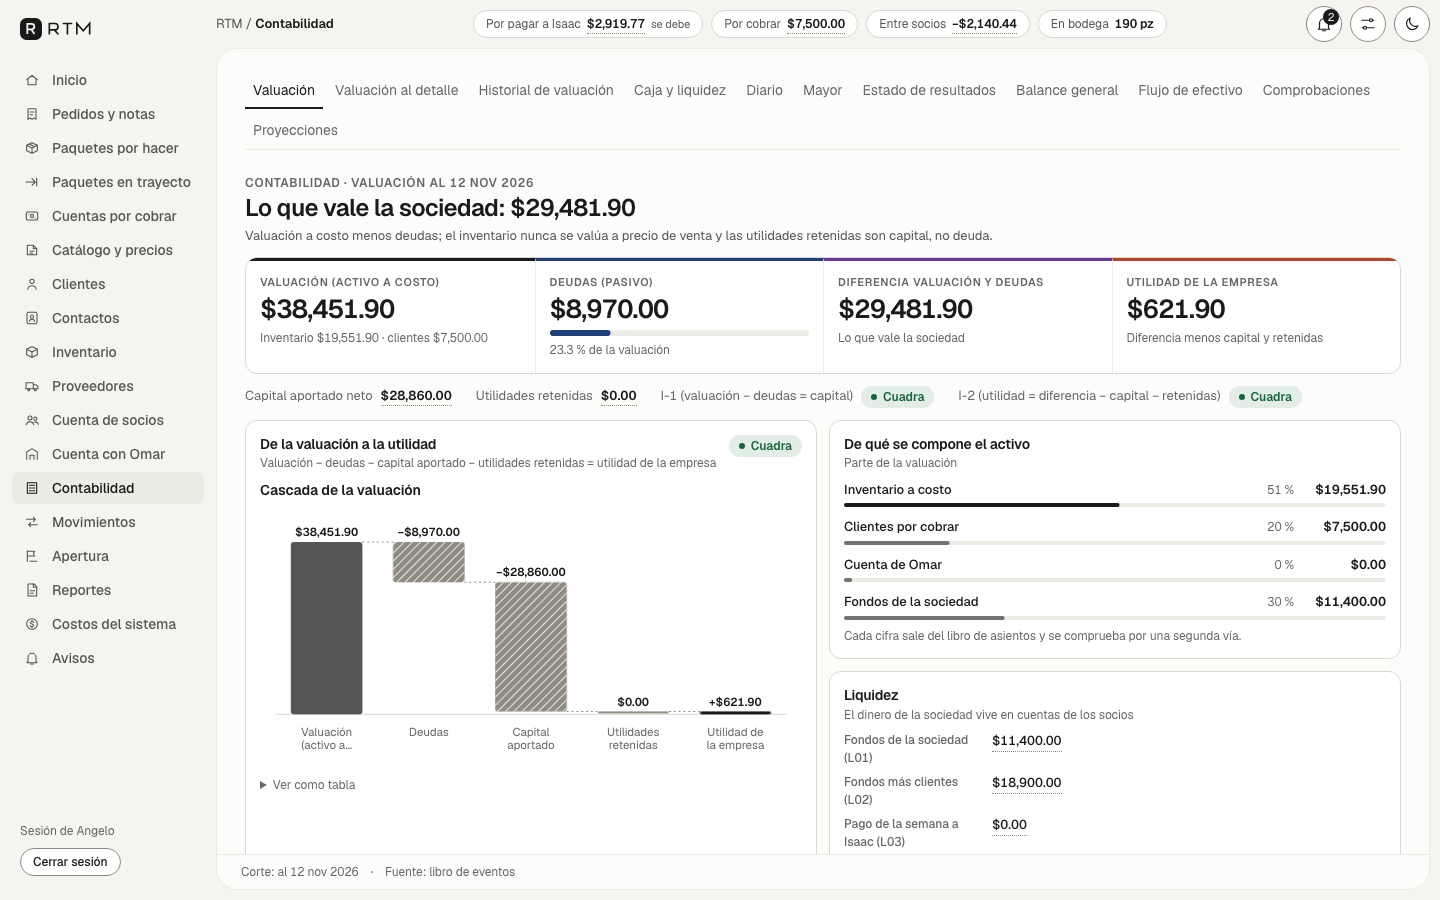 R RTM
RTM / Contabilidad
Por pagar a Isaac $2,919.77 se debe
Por cobrar $7,500.00
Entre socios −$2,140.44
En bodega 190 pz
2
Inicio
Pedidos y notas
Paquetes por hacer
Paquetes en trayecto
Cuentas por cobrar
Catálogo y precios
Clientes
Contactos
Inventario
Proveedores
Cuenta de socios
Cuenta con Omar
Contabilidad
Movimientos
Apertura
Reportes
Costos del sistema
Avisos
Sesión de Angelo
Cerrar sesión
Valuación Valuación al detalle Historial de valuación Caja y liquidez Diario Mayor Estado de resultados Balance general Flujo de efectivo Comprobaciones
Proyecciones
CONTABILIDAD · VALUACIÓN AL 12 NOV 2026
Lo que vale la sociedad: $29,481.90
Valuación a costo menos deudas; el inventario nunca se valúa a precio de venta y las utilidades retenidas son capital, no deuda.
VALUACIÓN (ACTIVO A COSTO)
$38,451.90
Inventario $19,551.90 · clientes $7,500.00
DEUDAS (PASIVO)
$8,970.00
23.3 % de la valuación
DIFERENCIA VALUACIÓN Y DEUDAS
$29,481.90
Lo que vale la sociedad
UTILIDAD DE LA EMPRESA
$621.90
Diferencia menos capital y retenidas
Capital aportado neto $28,860.00 Utilidades retenidas $0.00 I-1 (valuación − deudas = capital) Cuadra I-2 (utilidad = diferencia − capital − retenidas) Cuadra
De la valuación a la utilidad Cuadra
Valuación − deudas − capital aportado − utilidades retenidas = utilidad de la empresa
Cascada de la valuación
$38,451.90 −$8,970.00
−$28,860.00
$0.00 +$621.90
Valuación Deudas Capital Utilidades Utilidad de
(activo a… aportado retenidas la empresa
Ver como tabla
De qué se compone el activo
Parte de la valuación
Inventario a costo 51 % $19,551.90
Clientes por cobrar 20 % $7,500.00
Cuenta de Omar 0 % $0.00
Fondos de la sociedad 30 % $11,400.00
Cada cifra sale del libro de asientos y se comprueba por una segunda vía.
Liquidez
El dinero de la sociedad vive en cuentas de los socios
Fondos de la sociedad $11,400.00
(L01)
Fondos más clientes $18,900.00
(L02)
Pago de la semana a $0.00
Isaac (L03)
Corte: al 12 nov 2026 · Fuente: libro de eventos